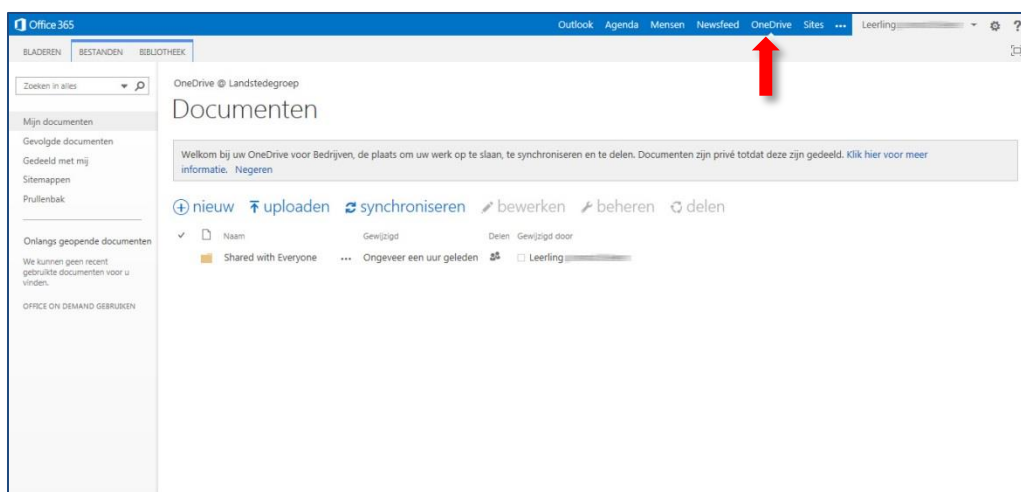 Office 365
Outlook Agenda Mensen Newsfeed OneDrive Sites ••• Leerling ?
BLADEREN BESTANDEN BIBLIOTHEEK
Zoeken in alles
OneDrive @ Landstedegroep
Documenten
Mijn documenten
Gevolgde documenten
Gedeeld met mij
Sitemappen
Prullenbak
Welkom bij uw OneDrive voor Bedrijven, de plaats om uw werk op te slaan, te synchroniseren en te delen. Documenten zijn privé totdat deze zijn gedeeld. Klik hier voor meer
informatie. Negeren
nieuw uploaden synchroniseren bewerken beheren delen
Naam Gewijzigd Delen Gewijzigd door
Shared with Everyone ••• Ongeveer een uur geleden Leerling
Onlangs geopende documenten
We kunnen geen recent
gebruikte documenten voor u
vinden.
OFFICE ON DEMAND GEBRUIKEN